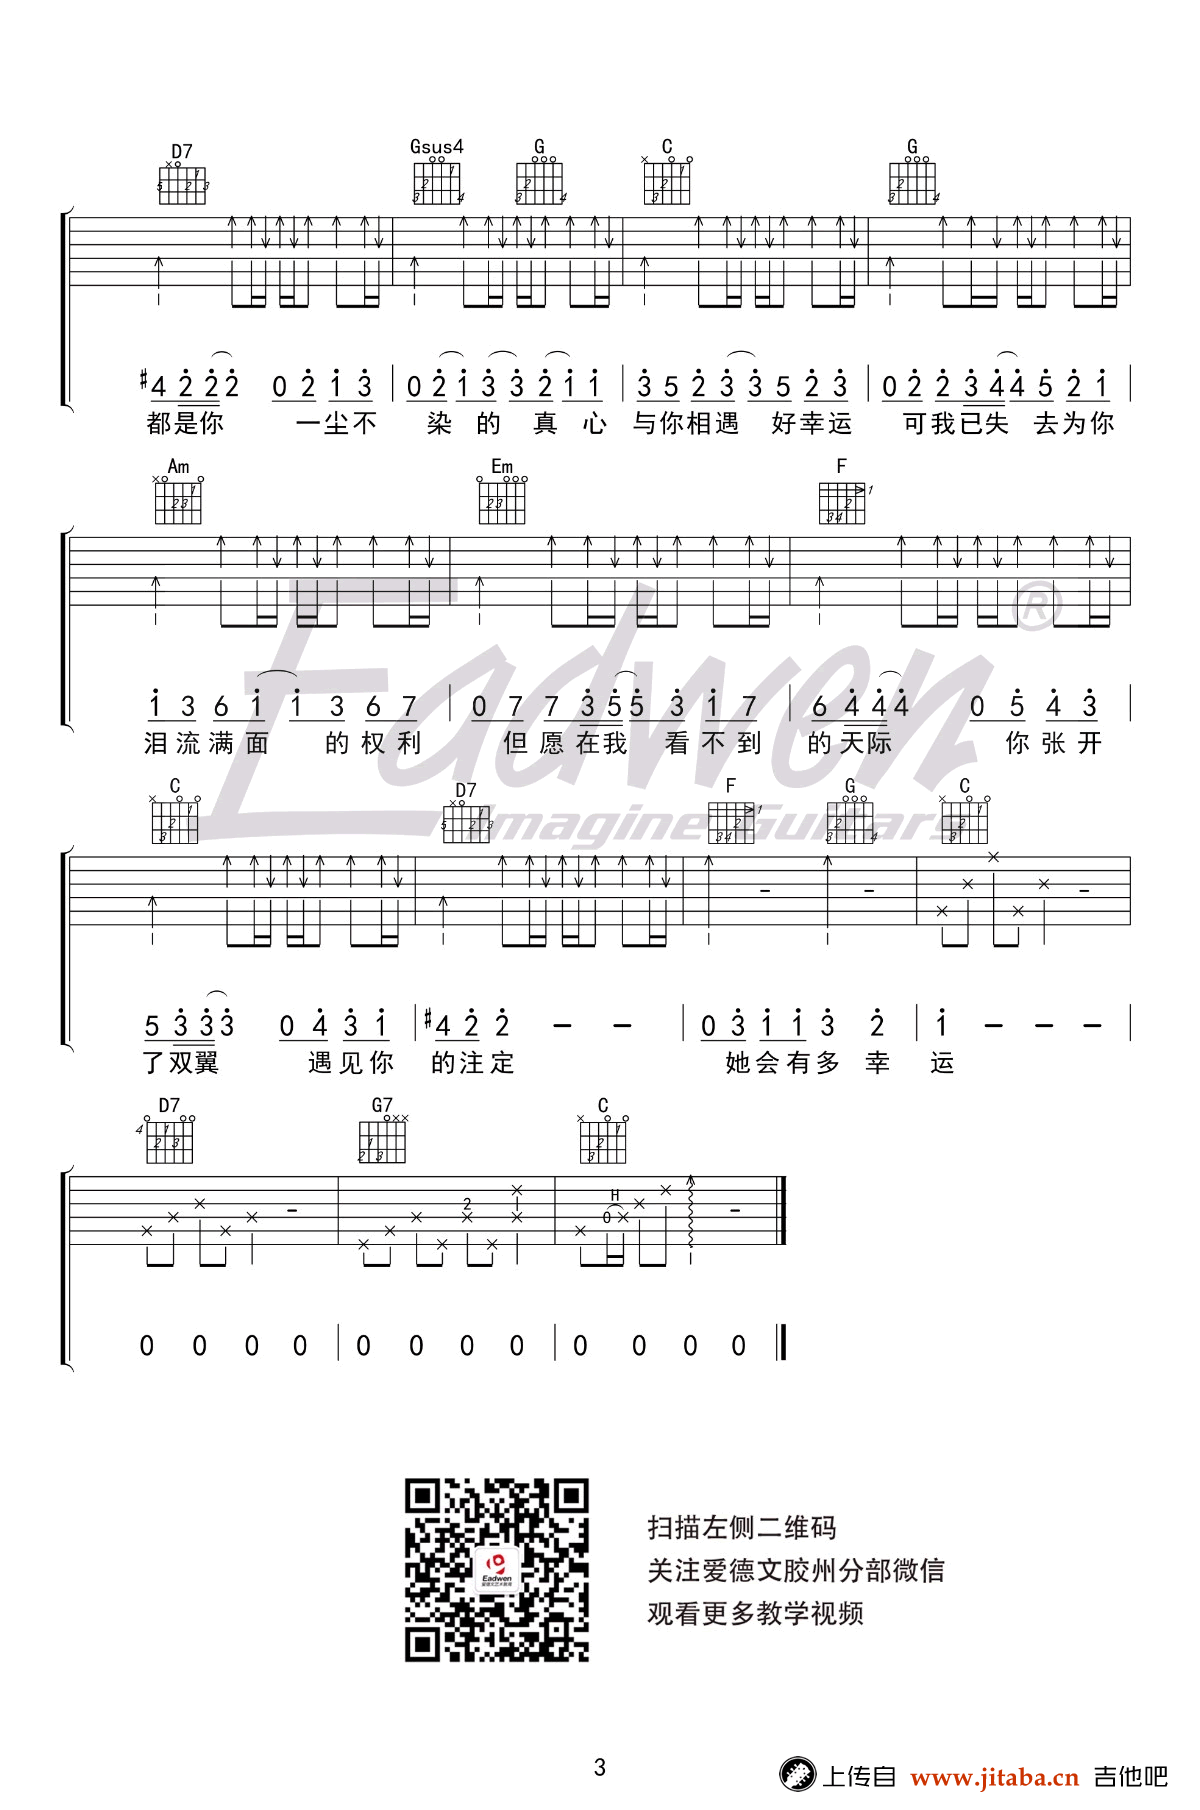 D7 Gsus4 G C G
#4 2 2 2 0 2 1 3 0 2 1 3 3 2 1 1 3 5 2 3 3 5 2 3 0 2 2 3 4 4 5 2 1
都是你 一尘不 染 的 真 心 与你相遇 好幸运 可我已失 去为你
Am Em F
1 3 6 1 1 3 6 7 0 7 7 3 5 5 3 1 7 6 4 4 4 0 5 4 3
泪流满面 的权利 但愿在我 看不到 的天际 你张开
C D7 F G C
5 3 3 3 0 4 3 1 #4 2 2 – – 0 3 1 1 3 2 1 – – –
了双翼 遇见你 的注定 她会有多 幸 运
D7 G7 C
4
2
0 H
0 0 0 0 0 0 0 0 0 0 0 0
Eadwen®
Imagine Guitars
Eadwen
扫描左侧二维码
关注爱德文胶州分部微信
观看更多教学视频
3
上传自 www.jitaba.cn 吉他吧